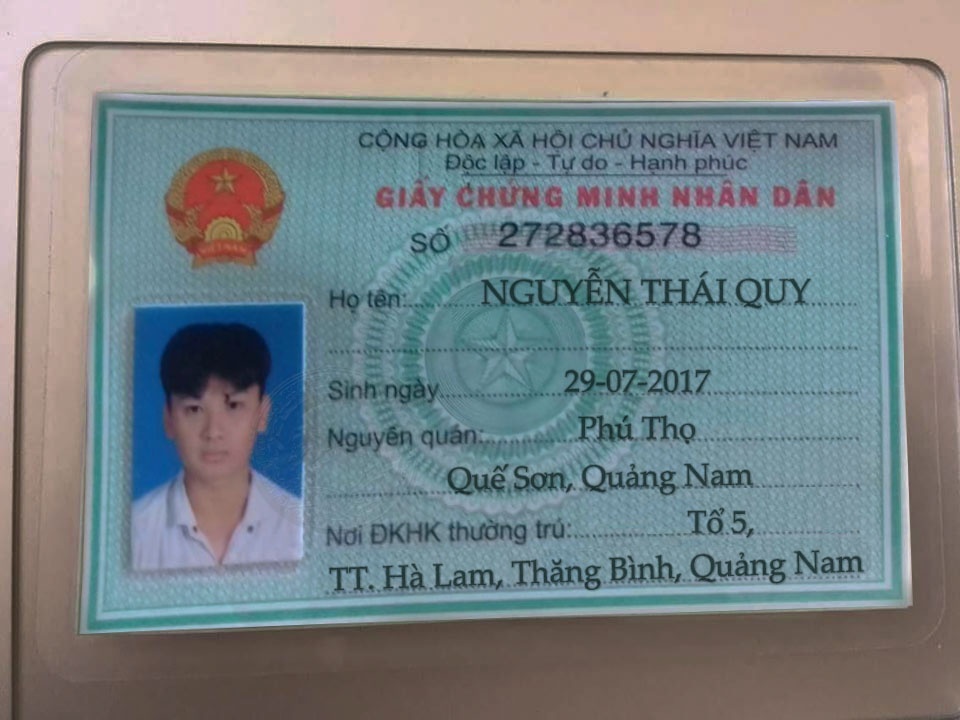 CỘNG HÒA XÃ HỘI CHỦ NGHĨA VIỆT NAM
Độc lập - Tự do - Hạnh phúc
GIẤY CHỨNG MINH NHÂN DÂN
SỐ 272836578
VIỆT NAM
Họ tên: NGUYỄN THÁI QUY
Sinh ngày 29-07-2017
Nguyên quán: Phú Thọ
Quế Sơn, Quảng Nam
Nơi ĐKHK thường trú: Tổ 5,
TT. Hà Lam, Thăng Bình, Quảng Nam